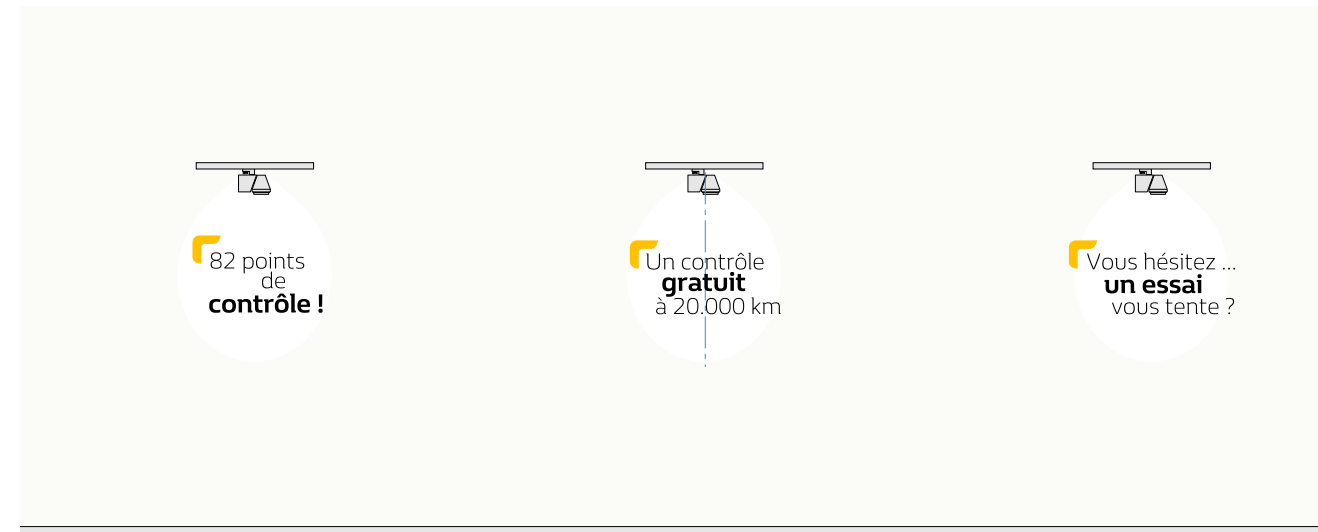 82 points
de
contrôle !
Un contrôle
gratuit
à 20.000 km
Vous hésitez ...
un essai
vous tente ?